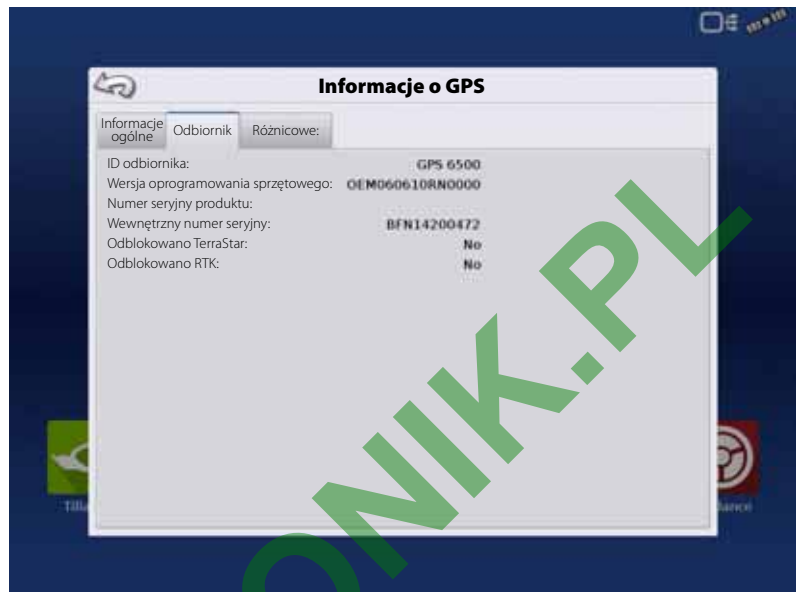 Informacje o GPS
Informacje ogólne
Odbiornik
Różnicowe:
ID odbiornika: GPS 6500
Wersja oprogramowania sprzętowego: OEM060610RN0000
Numer seryjny produktu:
Wewnętrzny numer seryjny: BFN14200472
Odblokowano TerraStar: No
Odblokowano RTK: No
ONIK.PL